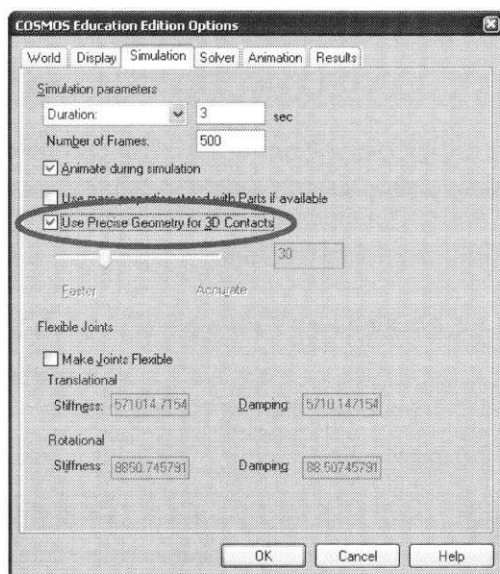 COSMOS Education Edition Options
World Display Simulation Solver Animation Results
Simulation parameters
Duration: 3 sec
Number of Frames: 500
Animate during simulation
Use mass properties stored with Parts if available
Use Precise Geometry for 3D Contacts
30
Faster Accurate
Flexible Joints
Make Joints Flexible
Translational
Stiffness: 571014.7154 Damping: 5710.147154
Rotational
Stiffness: 8850.745791 Damping: 88.50745791
OK Cancel Help